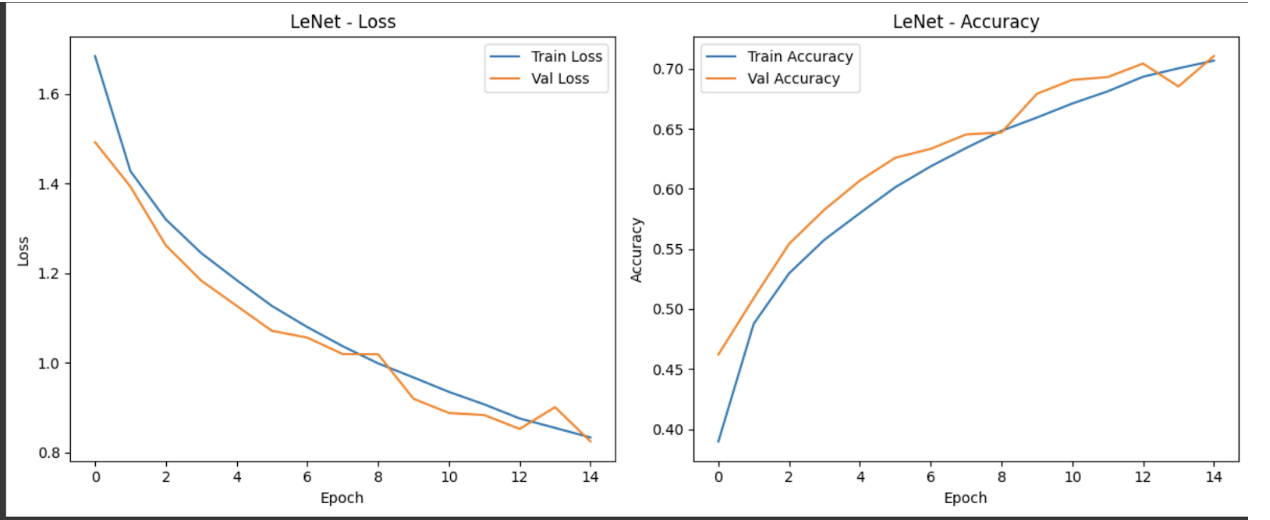 LeNet - Loss
Train Loss
Val Loss
1.6
1.4
1.2
1.0
0.8
Loss
0 2 4 6 8 10 12 14
Epoch
LeNet - Accuracy
Train Accuracy
Val Accuracy
0.70
0.65
0.60
0.55
0.50
0.45
0.40
Accuracy
0 2 4 6 8 10 12 14
Epoch